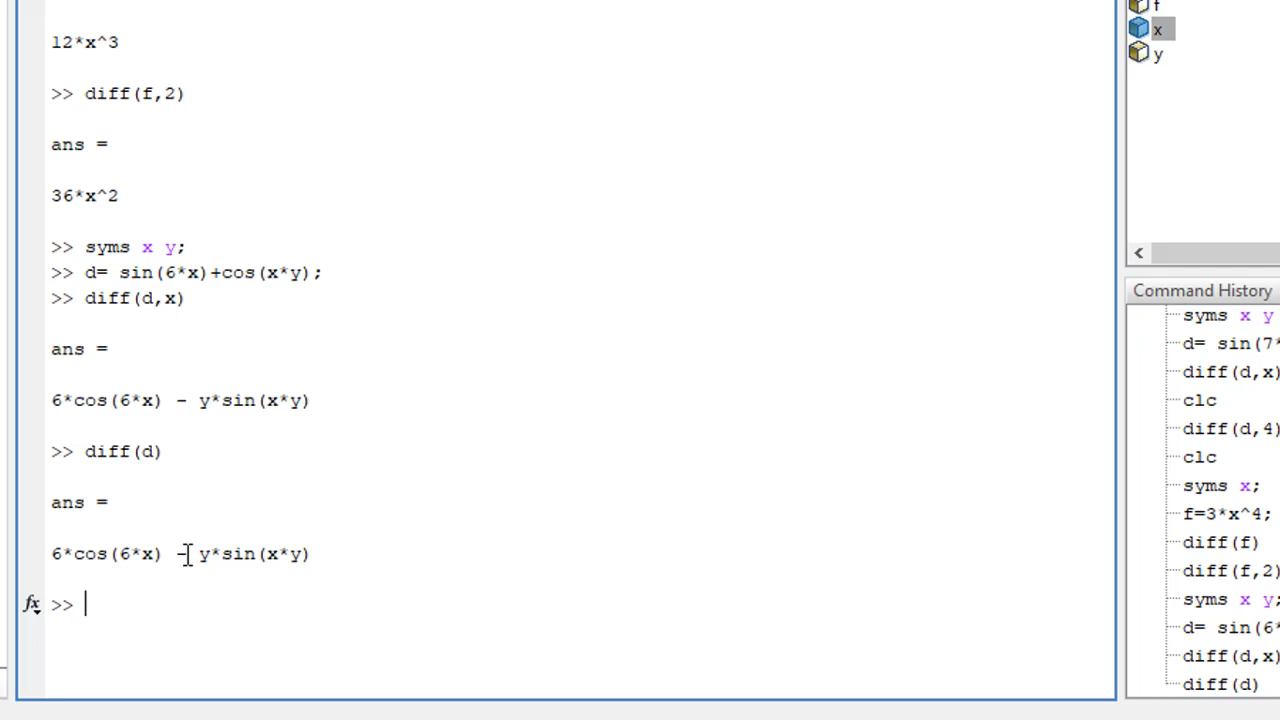 12*x^3
>> diff(f,2)
ans =
36*x^2
>> syms x y;
>> d= sin(6*x)+cos(x*y);
>> diff(d,x)
ans =
6*cos(6*x) - y*sin(x*y)
>> diff(d)
ans =
6*cos(6*x) - y*sin(x*y)
fx >>
f
x
y
Command History
syms x y
d= sin(7*
diff(d,x)
clc
diff(d,4)
clc
syms x;
f=3*x^4;
diff(f)
diff(f,2)
syms x y;
d= sin(6*
diff(d,x)
diff(d)